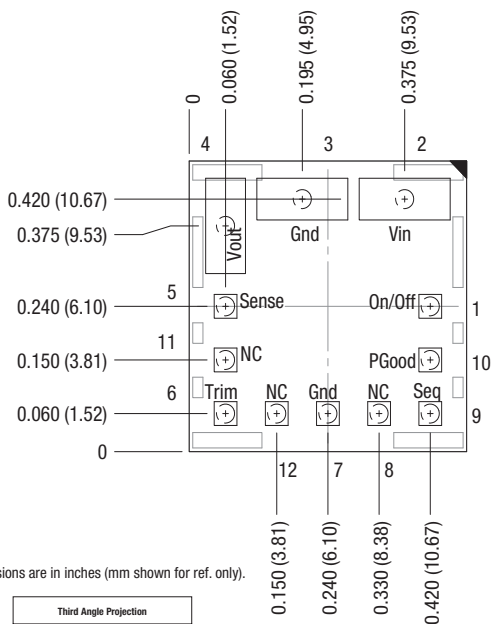 0
0.060 (1.52)
0.195 (4.95)
0.375 (9.53)
4
3
2
0.420 (10.67)
0.375 (9.53)
Vout
Gnd
Vin
0.240 (6.10)
5
Sense
On/Off
1
0.150 (3.81)
11
NC
PGood
10
0.060 (1.52)
6
Trim
NC
Gnd
NC
Seq
9
0
12
7
8
0.150 (3.81)
0.240 (6.10)
0.330 (8.38)
0.420 (10.67)
sions are in inches (mm shown for ref. only).
Third Angle Projection